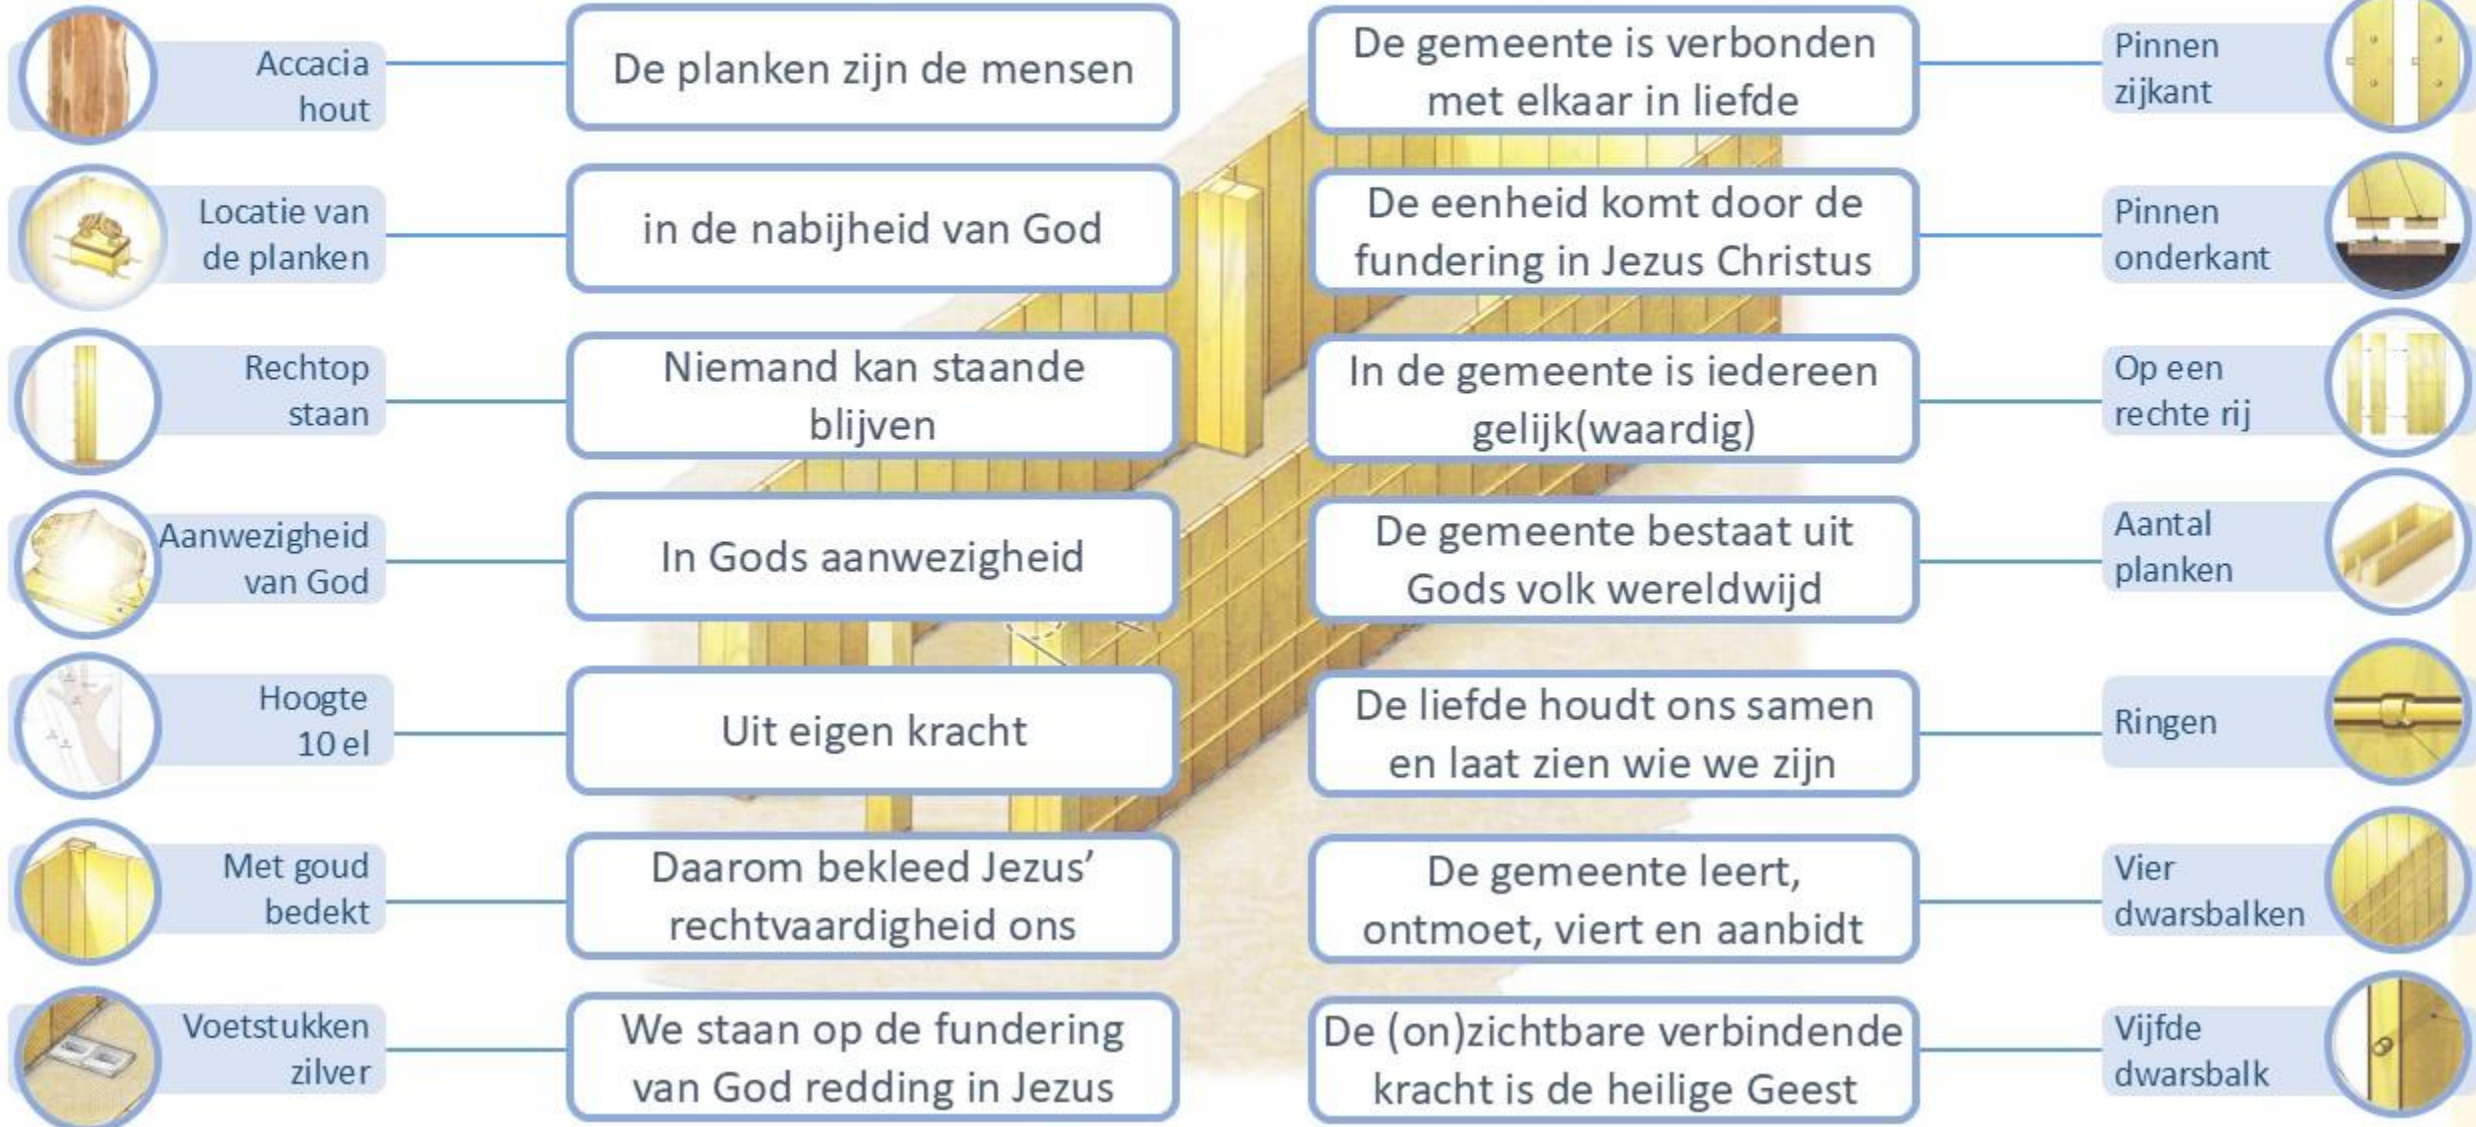 Accacia
hout
De planken zijn de mensen
Locatie van
de planken
in de nabijheid van God
Rechtop
staan
Niemand kan staande
blijven
Aanwezigheid
van God
In Gods aanwezigheid
Hoogte
10 el
Uit eigen kracht
Met goud
bedekt
Daarom bekleed Jezus’
rechtvaardigheid ons
Voetstukken
zilver
We staan op de fundering
van God redding in Jezus
De gemeente is verbonden
met elkaar in liefde
Pinnen
zijkant
De eenheid komt door de
fundering in Jezus Christus
Pinnen
onderkant
In de gemeente is iedereen
gelijk(waardig)
Op een
rechte rij
De gemeente bestaat uit
Gods volk wereldwijd
Aantal
planken
De liefde houdt ons samen
en laat zien wie we zijn
Ringen
De gemeente leert,
ontmoet, viert en aanbidt
Vier
dwarsbalken
De (on)zichtbare verbindende
kracht is de heilige Geest
Vijfde
dwarsbalk